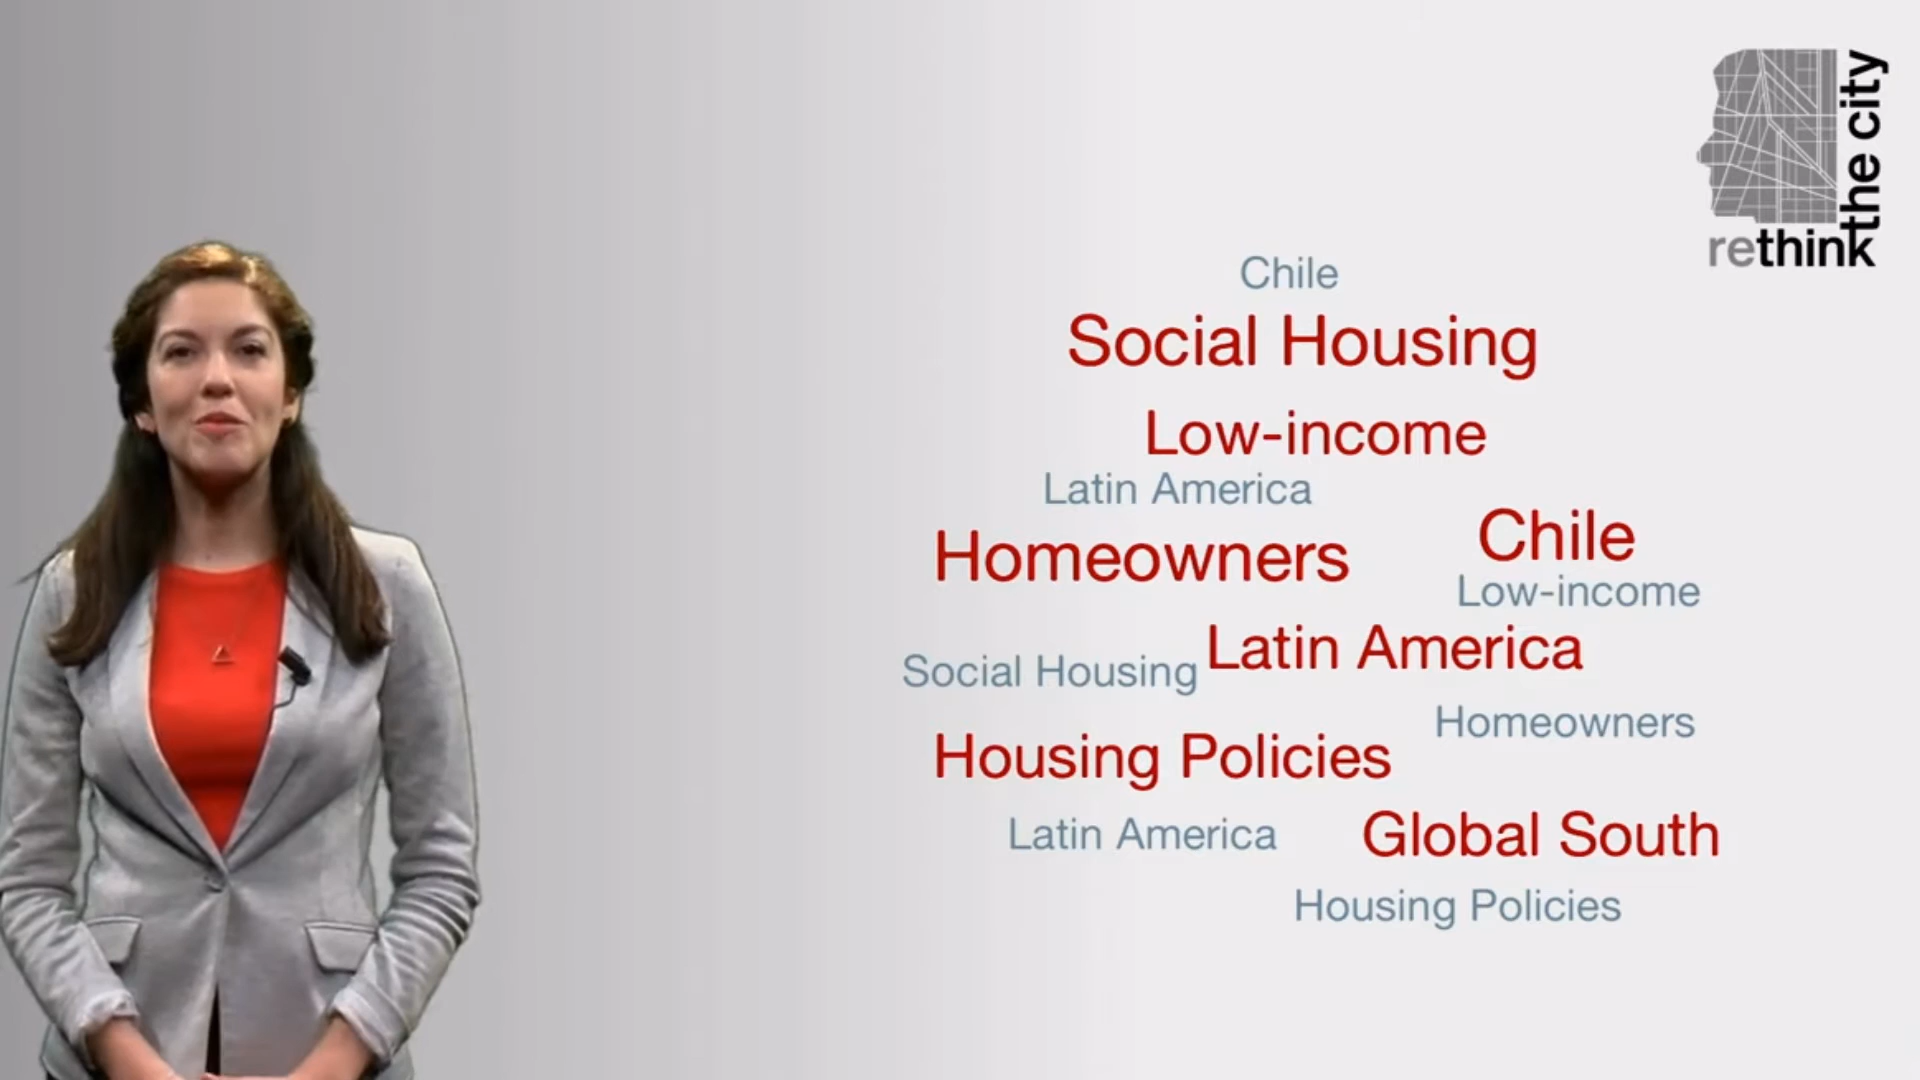 rethink
the city
Chile
Social Housing
Low-income
Latin America
Homeowners
Chile
Low-income
Latin America
Social Housing
Homeowners
Housing Policies
Latin America
Global South
Housing Policies